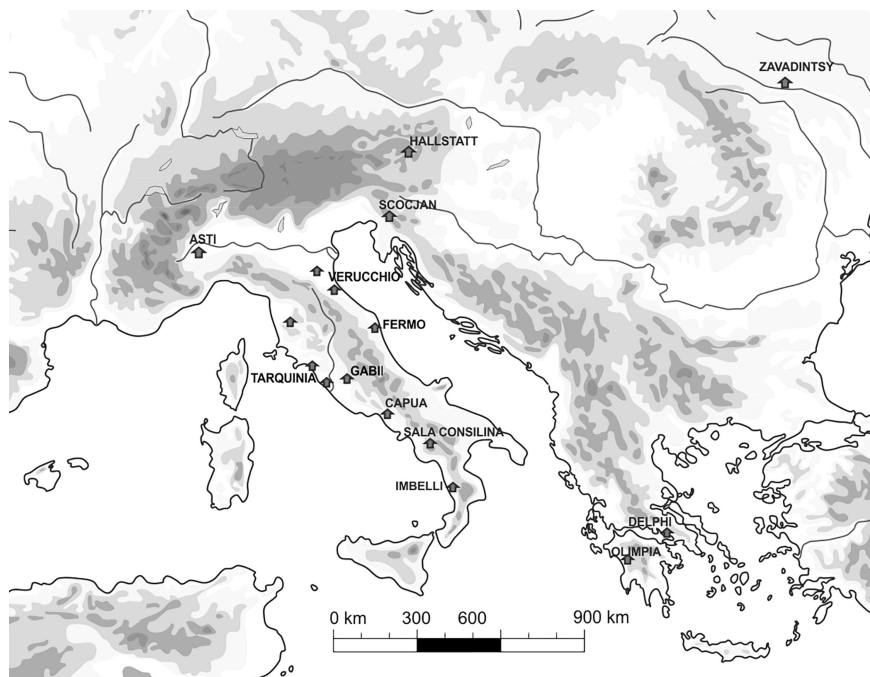 ZAVADINTSY
HALLSTATT
SCOCJAN
ASTI
VERUCCHIO
FERMO
GABII
TARQUINIA
CAPUA
SALA CONSILINA
IMBELLI
DELPHI
OLIMPIA
0 km 300 600 900 km